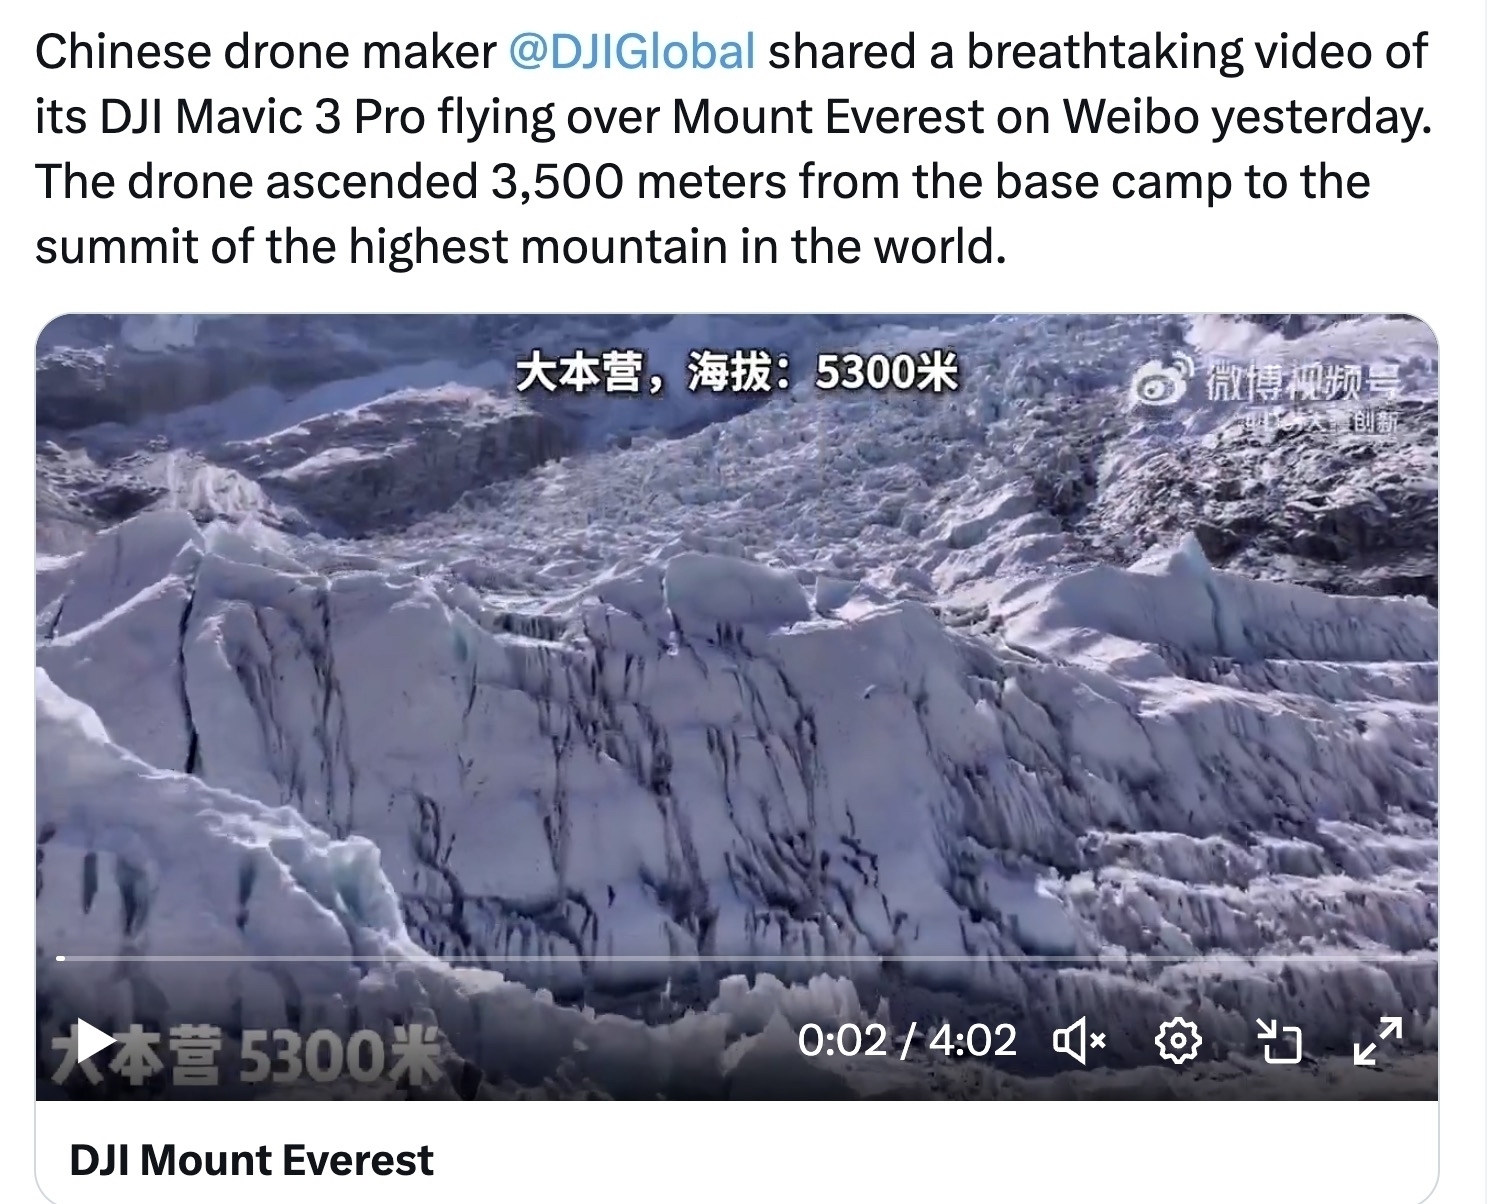 Chinese drone maker @DJIGlobal shared a breathtaking video of
its DJI Mavic 3 Pro flying over Mount Everest on Weibo yesterday.
The drone ascended 3,500 meters from the base camp to the
summit of the highest mountain in the world.
大本营，海拔：5300米
微博视频号
创新
大本营 5300米
0:02 / 4:02
DJI Mount Everest